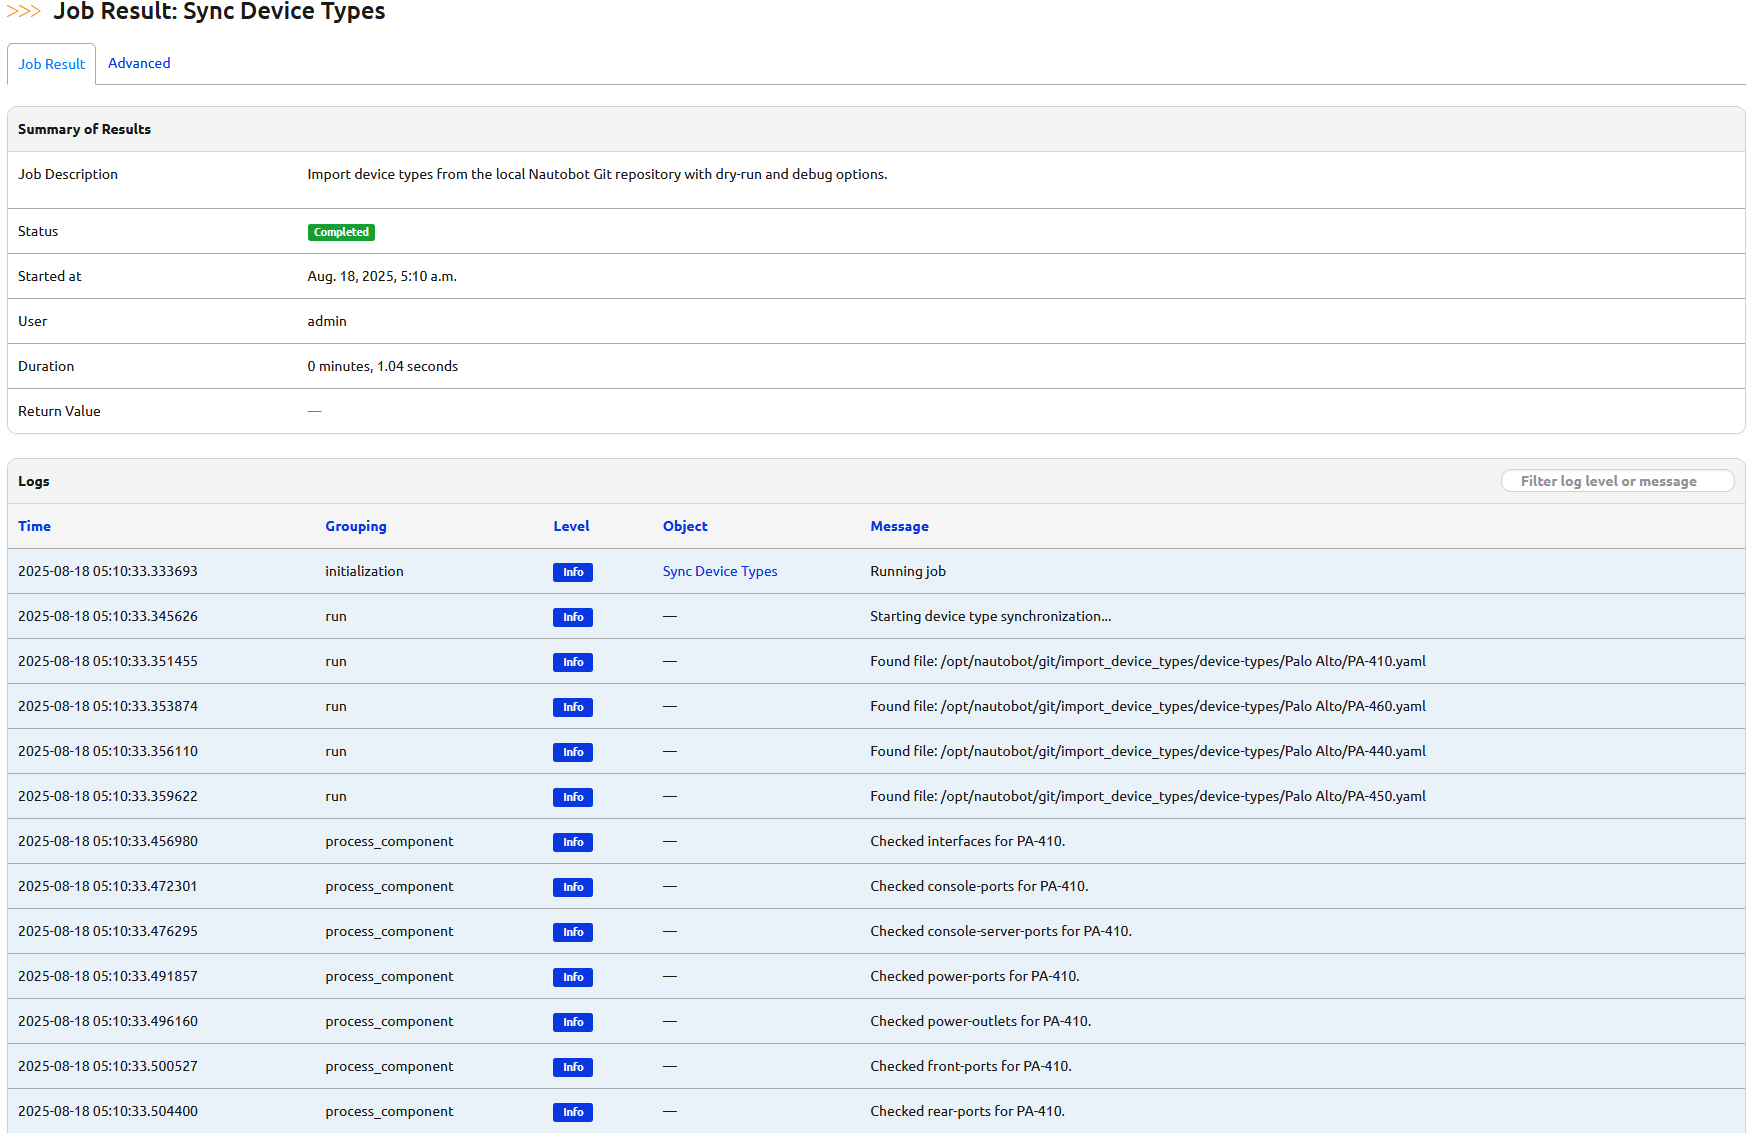 >>> Job Result: Sync Device Types
Job Result Advanced
Summary of Results
Job Description Import device types from the local Nautobot Git repository with dry-run and debug options.
Status Completed
Started at Aug. 18, 2025, 5:10 a.m.
User admin
Duration 0 minutes, 1.04 seconds
Return Value —
Logs Filter log level or message
Time Grouping Level Object Message
2025-08-18 05:10:33.333693 initialization Info Sync Device Types Running job
2025-08-18 05:10:33.345626 run Info — Starting device type synchronization...
2025-08-18 05:10:33.351455 run Info — Found file: /opt/nautobot/git/import_device_types/device-types/Palo Alto/PA-410.yaml
2025-08-18 05:10:33.353874 run Info — Found file: /opt/nautobot/git/import_device_types/device-types/Palo Alto/PA-460.yaml
2025-08-18 05:10:33.356110 run Info — Found file: /opt/nautobot/git/import_device_types/device-types/Palo Alto/PA-440.yaml
2025-08-18 05:10:33.359622 run Info — Found file: /opt/nautobot/git/import_device_types/device-types/Palo Alto/PA-450.yaml
2025-08-18 05:10:33.456980 process_component Info — Checked interfaces for PA-410.
2025-08-18 05:10:33.472301 process_component Info — Checked console-ports for PA-410.
2025-08-18 05:10:33.476295 process_component Info — Checked console-server-ports for PA-410.
2025-08-18 05:10:33.491857 process_component Info — Checked power-ports for PA-410.
2025-08-18 05:10:33.496160 process_component Info — Checked power-outlets for PA-410.
2025-08-18 05:10:33.500527 process_component Info — Checked front-ports for PA-410.
2025-08-18 05:10:33.504400 process_component Info — Checked rear-ports for PA-410.